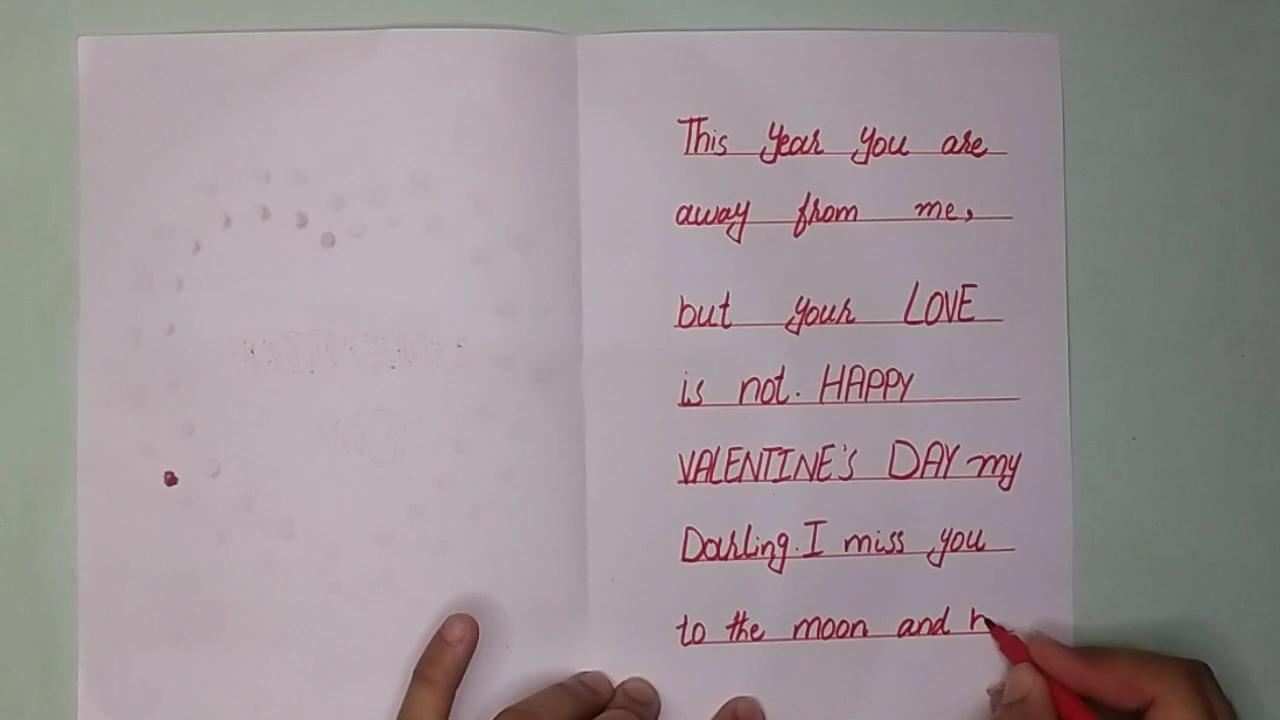 This Year You are
away from me,
but your LOVE
is not. HAPPY
VALENTINE'S DAY my
Darling. I miss you
to the moon and